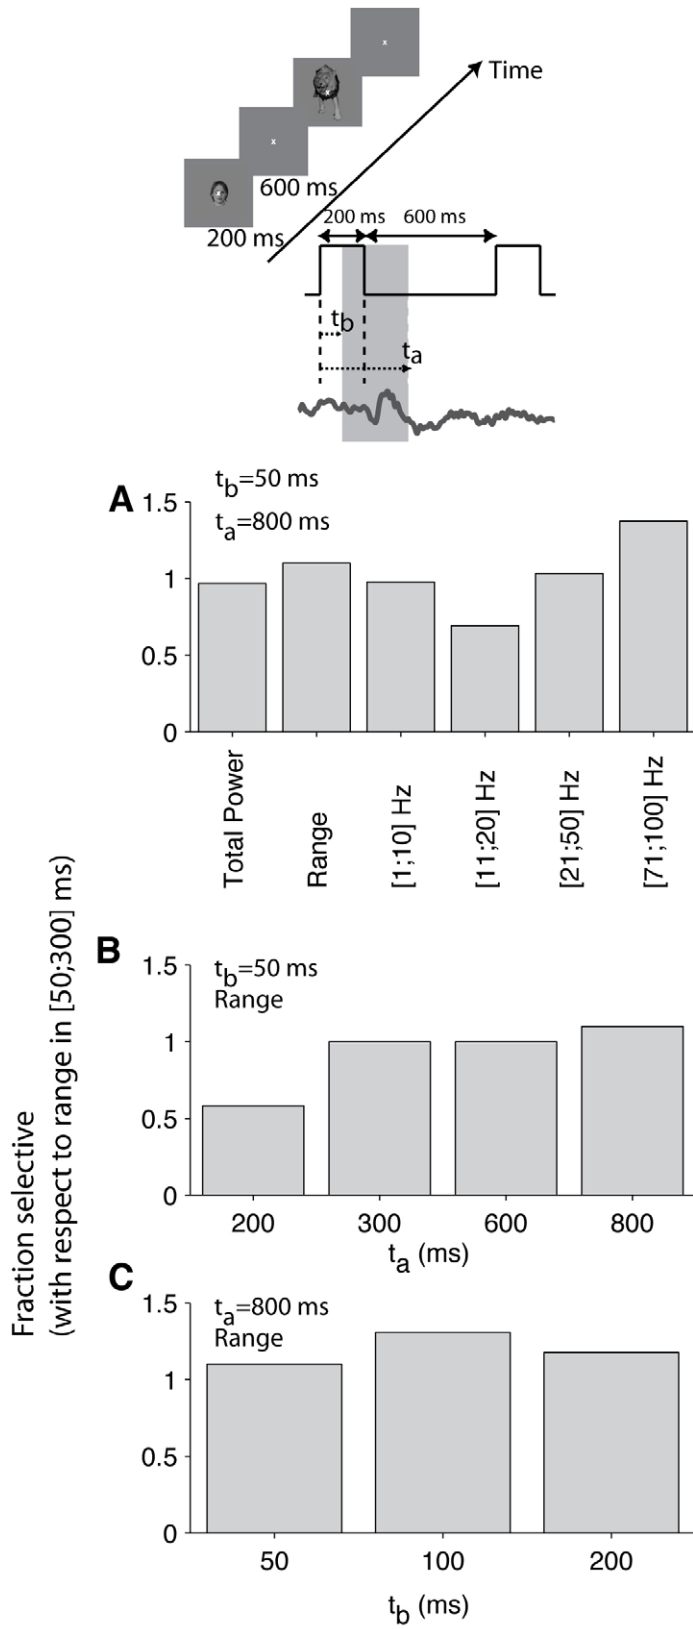 x
x
Time
600 ms
200 ms
200 ms
600 ms
tb
ta
A
tb=50 ms
ta=800 ms
1.5
1
0.5
0
Total Power
Range
[1;10] Hz
[11;20] Hz
[21;50] Hz
[71;100] Hz
Fraction selective
(with respect to range in [50;300] ms)
B
tb=50 ms
Range
1.5
1
0.5
0
200
300
600
800
ta (ms)
C
ta=800 ms
Range
1.5
1
0.5
0
50
100
200
tb (ms)